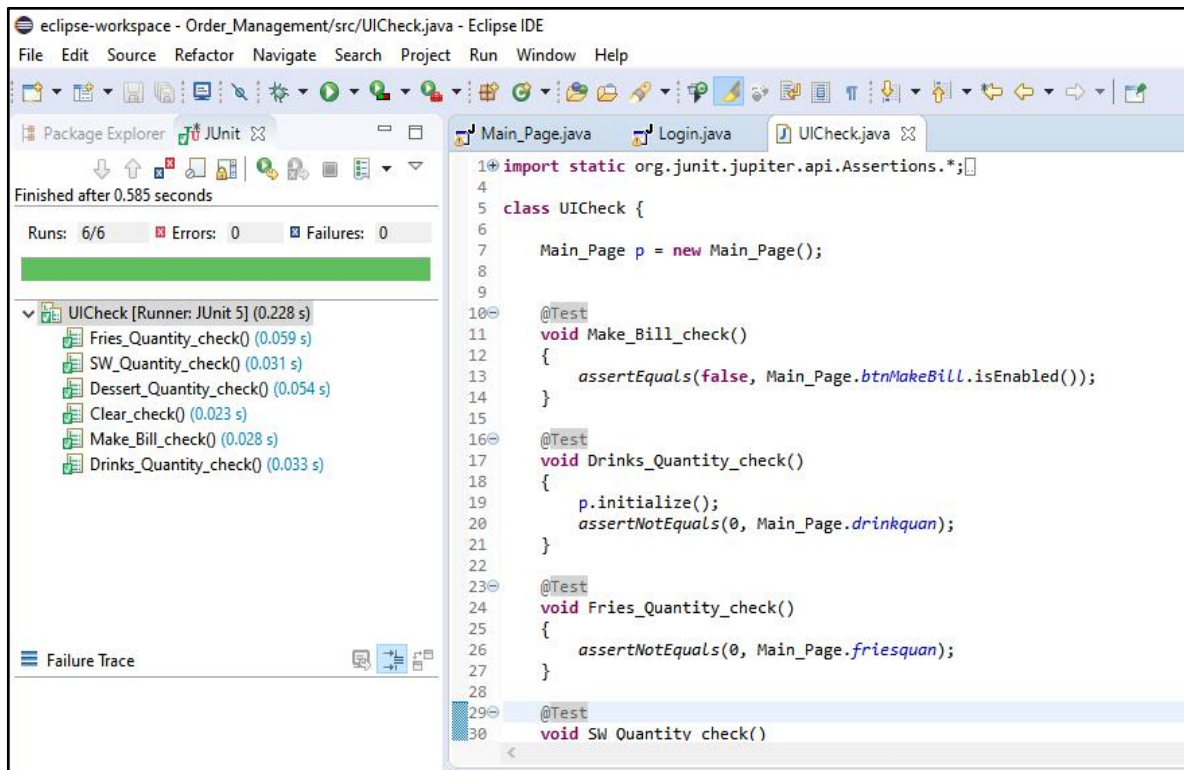 eclipse-workspace - Order_Management/src/UICheck.java - Eclipse IDE
File Edit Source Refactor Navigate Search Project Run Window Help
Package Explorer JUnit
Finished after 0.585 seconds
Runs: 6/6 Errors: 0 Failures: 0
UICheck [Runner: JUnit 5] (0.228 s)
Fries_Quantity_check() (0.059 s)
SW_Quantity_check() (0.031 s)
Dessert_Quantity_check() (0.054 s)
Clear_check() (0.023 s)
Make_Bill_check() (0.028 s)
Drinks_Quantity_check() (0.033 s)
Failure Trace
Main_Page.java Login.java UICheck.java
1 import static org.junit.jupiter.api.Assertions.*;
4
5 class UICheck {
6
7 Main_Page p = new Main_Page();
8
9
10 @Test
11 void Make_Bill_check()
12 {
13 assertEquals(false, Main_Page.btnMakeBill.isEnabled());
14 }
15
16 @Test
17 void Drinks_Quantity_check()
18 {
19 p.initialize();
20 assertNotEquals(0, Main_Page.drinkquan);
21 }
22
23 @Test
24 void Fries_Quantity_check()
25 {
26 assertNotEquals(0, Main_Page.friesquan);
27 }
28
29 @Test
30 void SW_Quantity_check()